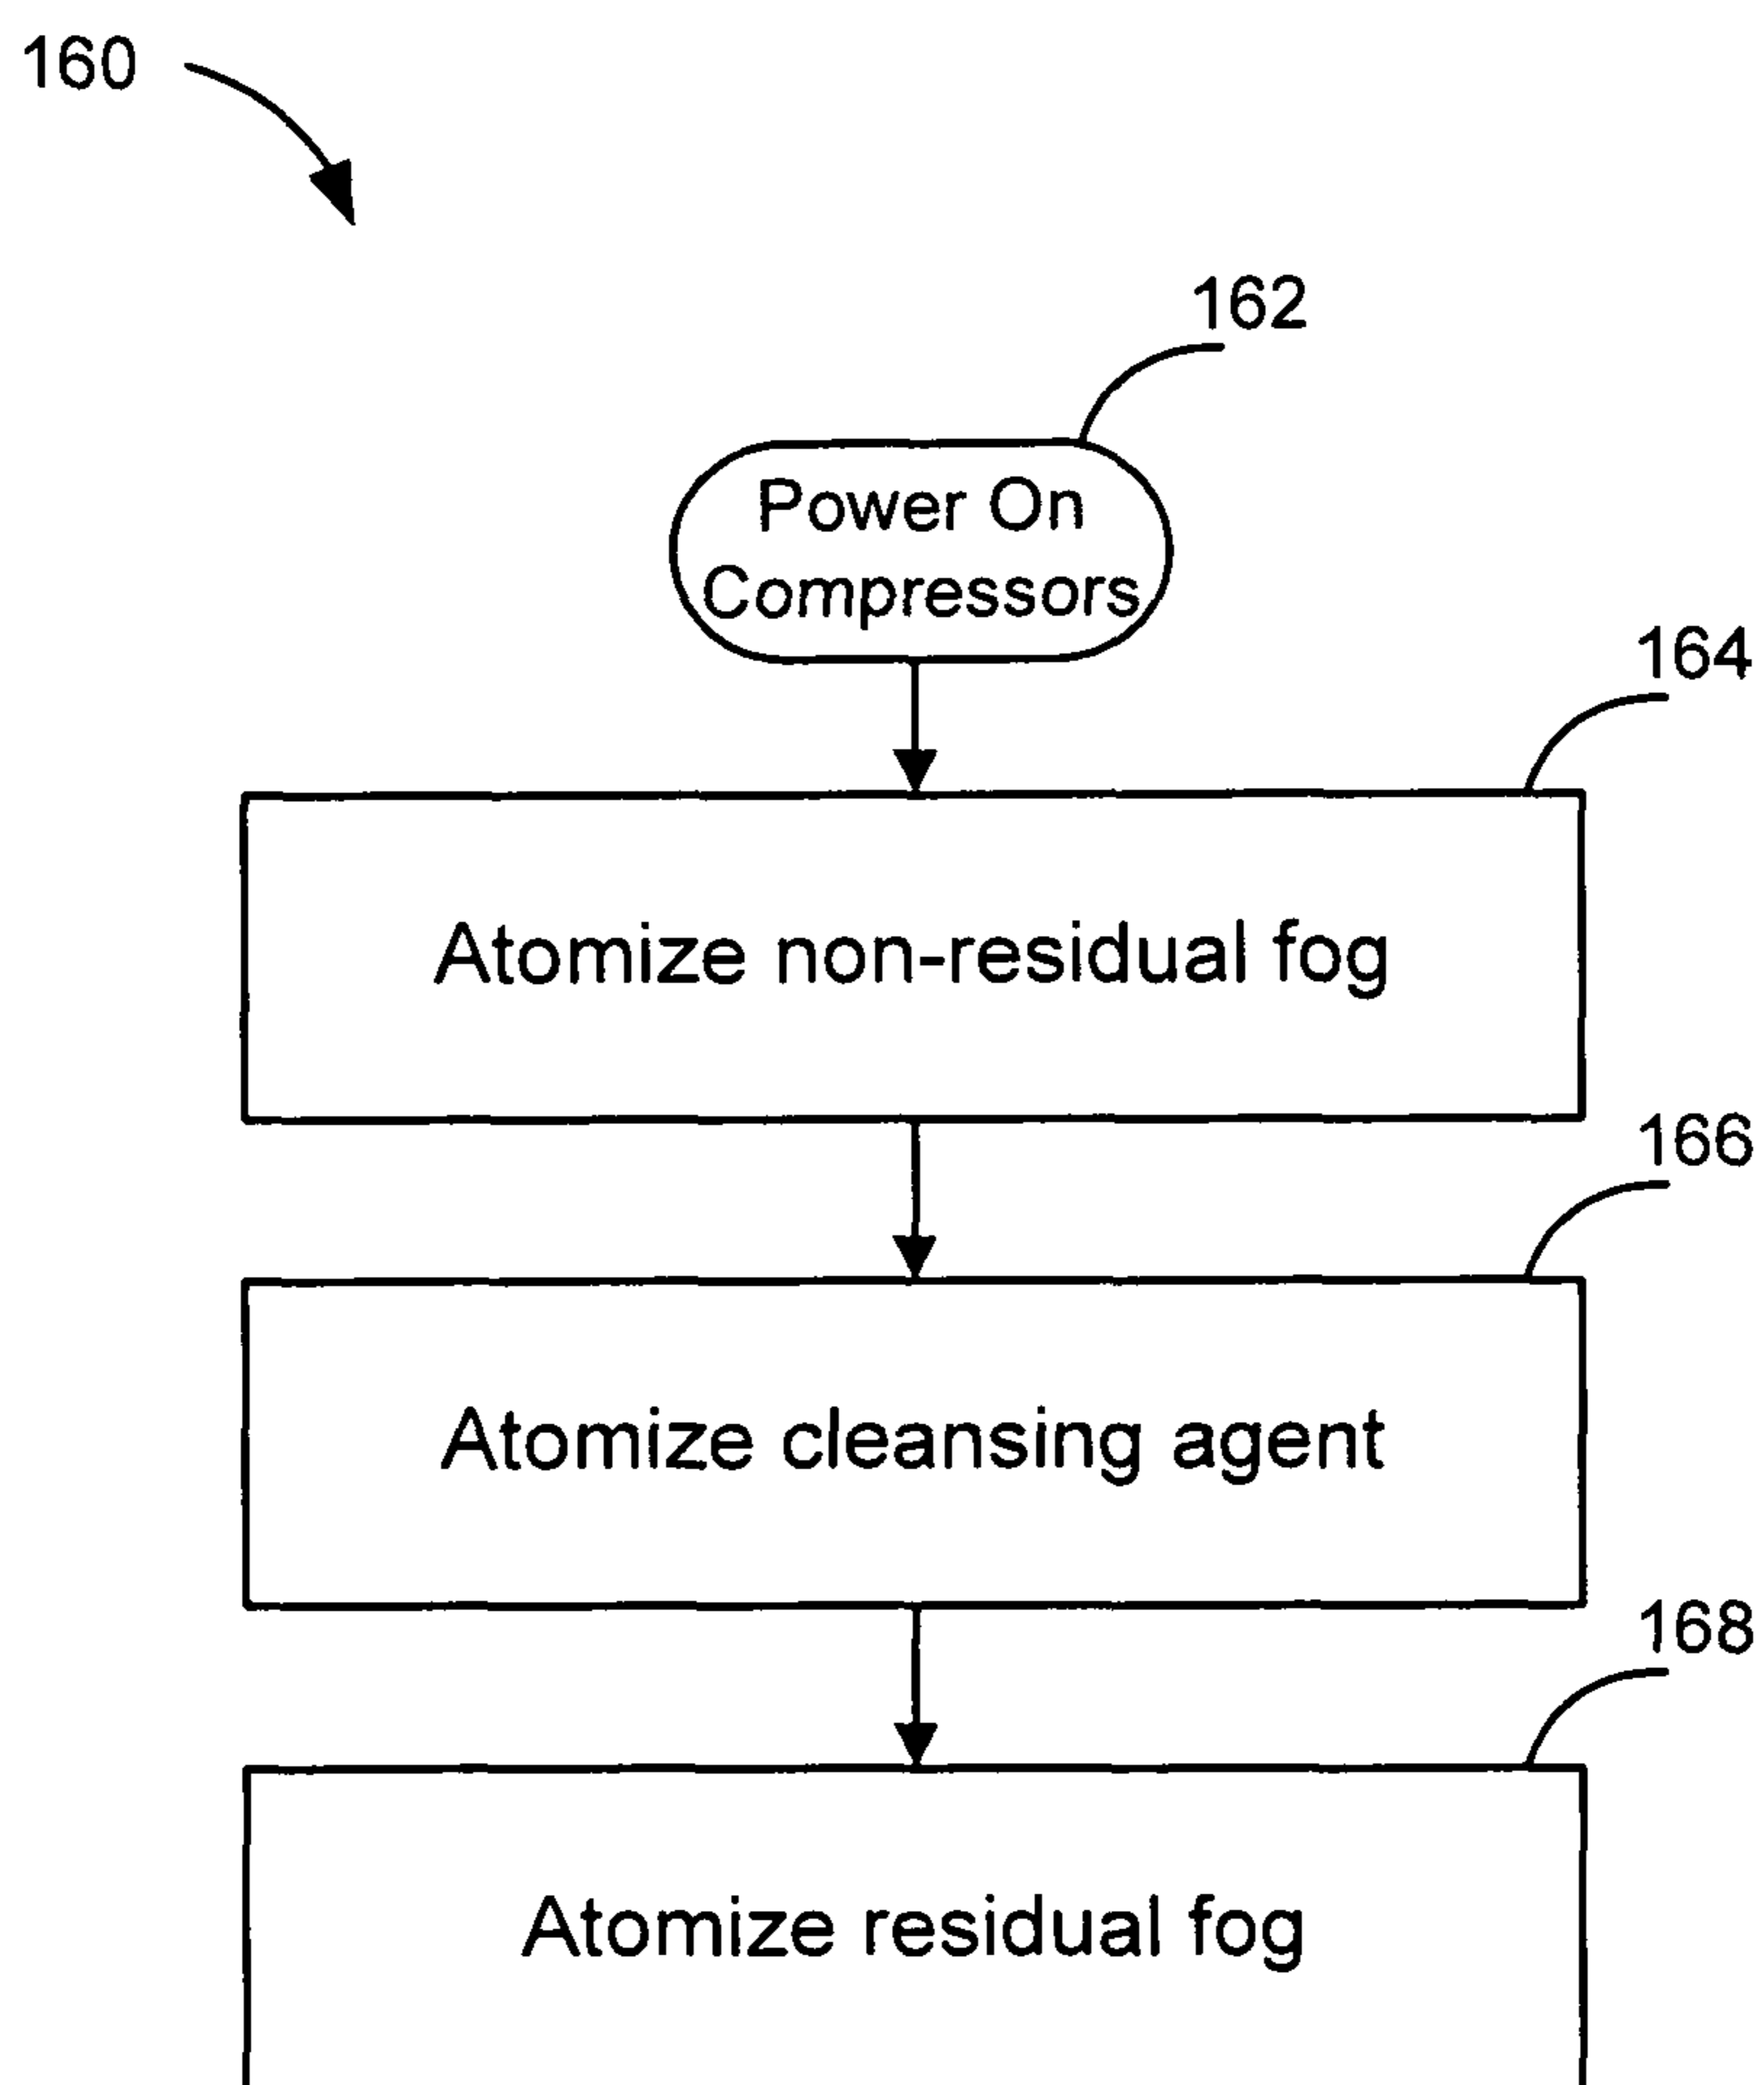 160
162
Power On
Compressors
164
Atomize non-residual fog
166
Atomize cleansing agent
168
Atomize residual fog